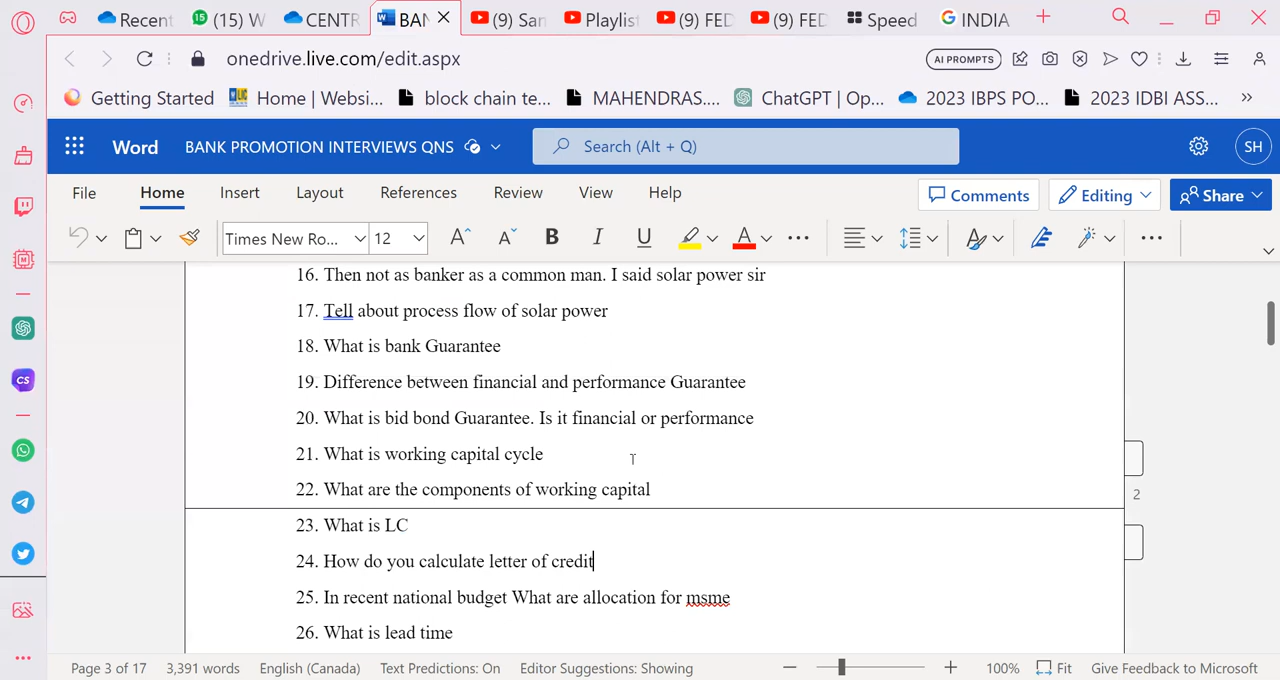 Recent
(15) W
CENTR
BAN
(9) San
Playlis
(9) FED
(9) FED
Speed
INDIA
onedrive.live.com/edit.aspx
AI PROMPTS
Getting Started
Home | Websi...
block chain te...
MAHENDRAS....
ChatGPT | Op...
2023 IBPS PO...
2023 IDBI ASS...
Word
BANK PROMOTION INTERVIEWS QNS
Search (Alt + Q)
SH
File
Home
Insert
Layout
References
Review
View
Help
Comments
Editing
Share
Times New Ro...
12
16. Then not as banker as a common man. I said solar power sir
17. Tell about process flow of solar power
18. What is bank Guarantee
19. Difference between financial and performance Guarantee
20. What is bid bond Guarantee. Is it financial or performance
21. What is working capital cycle
22. What are the components of working capital
2
23. What is LC
24. How do you calculate letter of credit
25. In recent national budget What are allocation for msme
26. What is lead time
CS
Page 3 of 17
3,391 words
English (Canada)
Text Predictions: On
Editor Suggestions: Showing
100%
Fit
Give Feedback to Microsoft